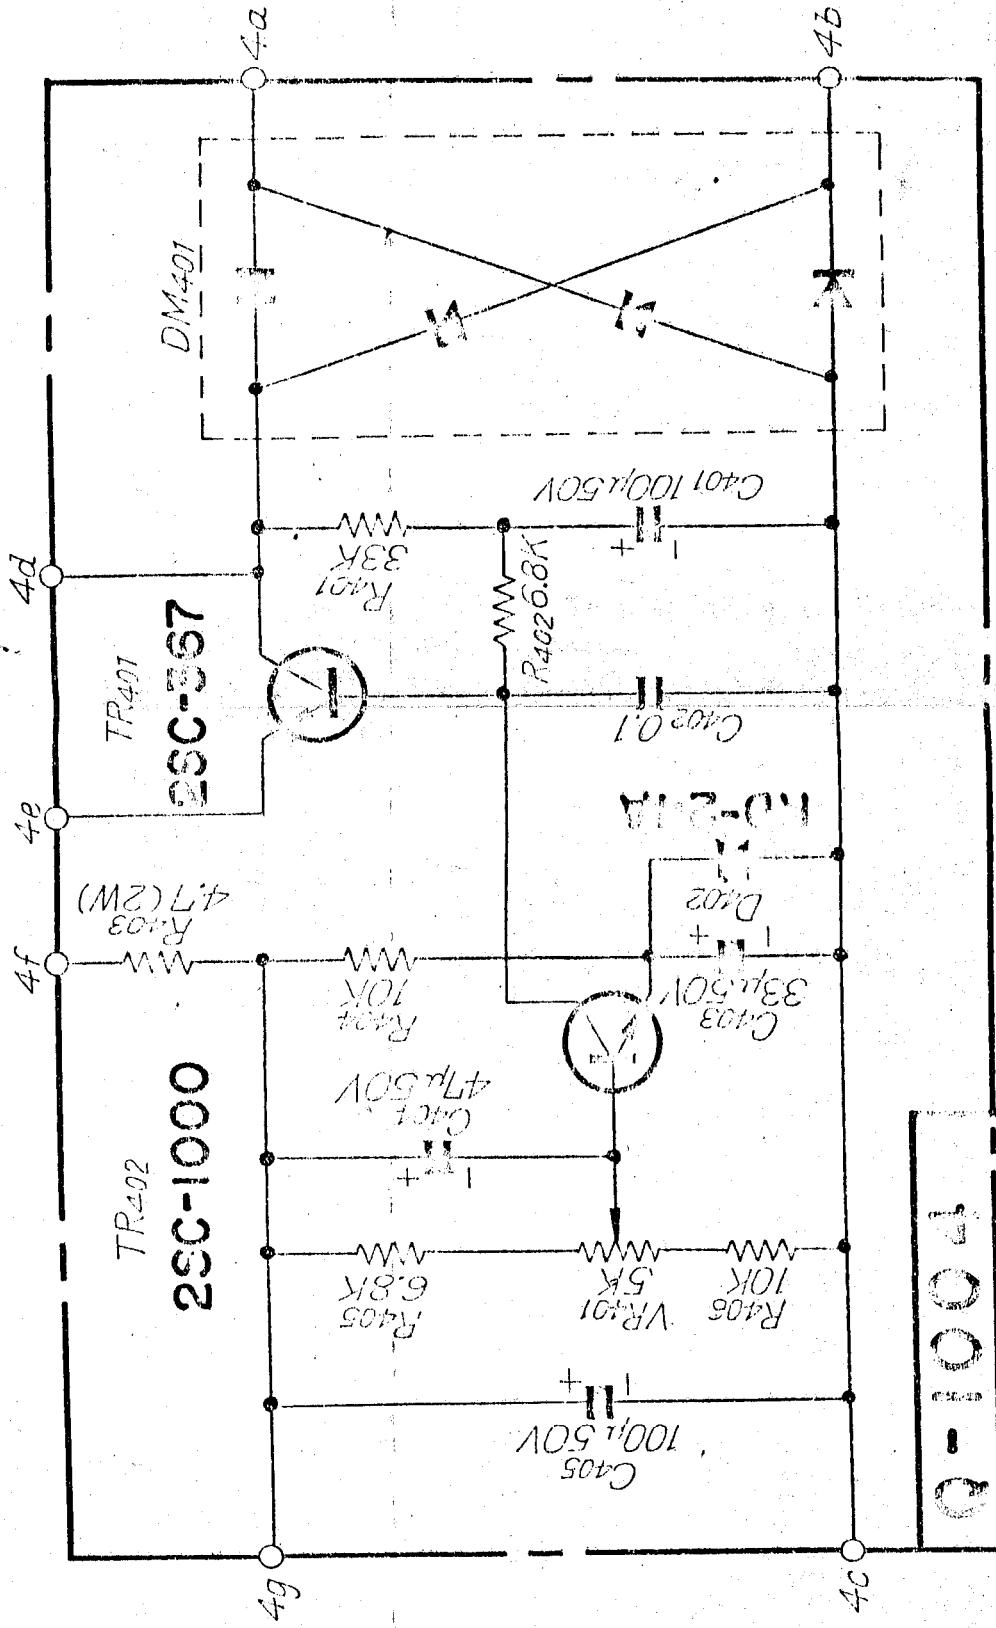 4a
4b
DM401
4d
TR401
2SC-367
4e
4f
R403
4.7(2W)
R401
33K
C401 100μ50V
R402 6.8K
C402 0.1
D402
C403
33μ50V
R404
10K
C404
47μ50V
TR402
2SC-1000
R405
6.8K
VR401
5K
R406
10K
C405
100μ50V
4g
4c